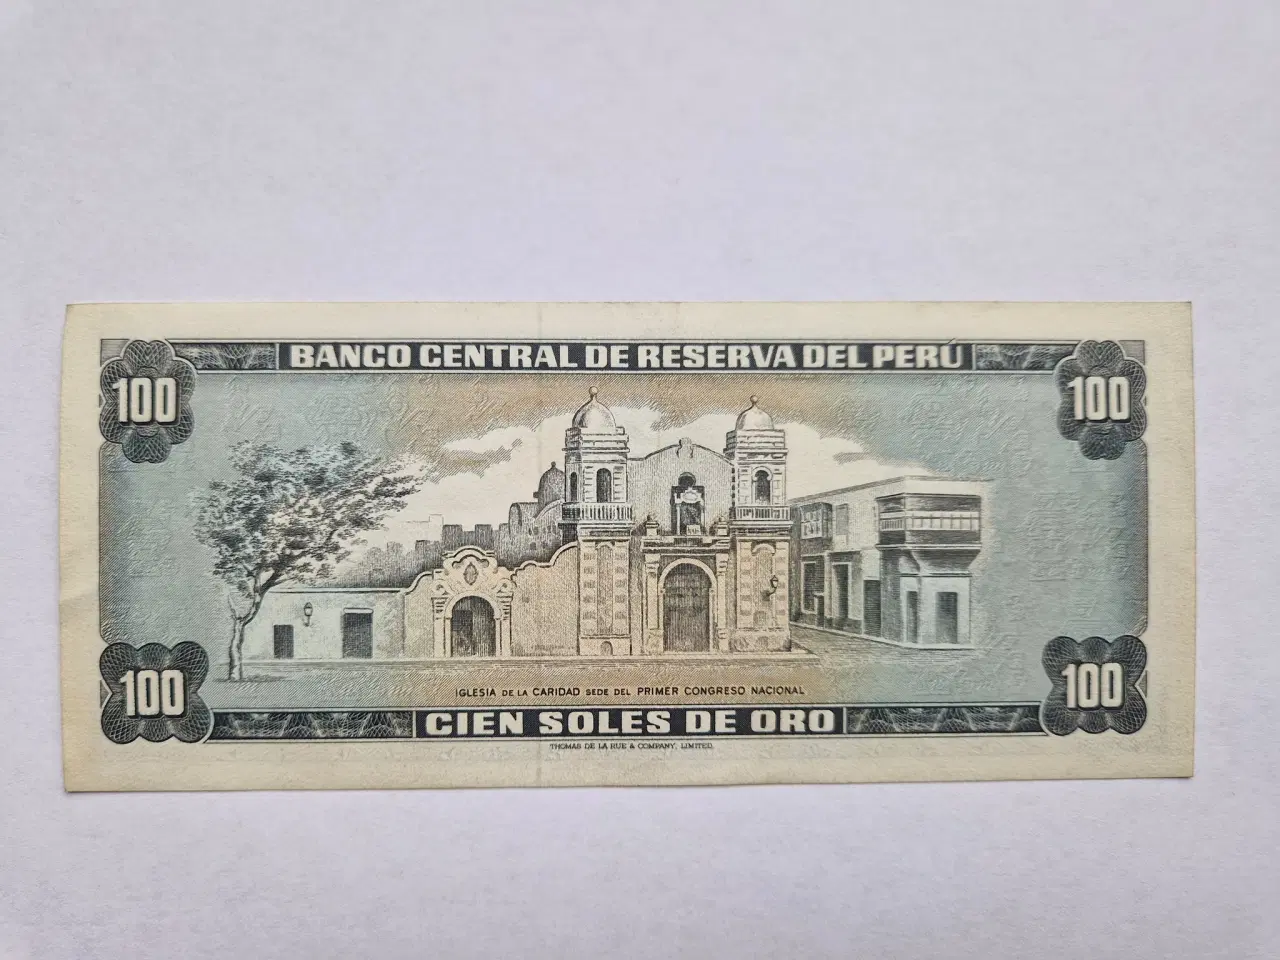 BANCO CENTRAL DE RESERVA DEL PERÚ
100 100
IGLESIA DE LA CARIDAD SEDE DEL PRIMER CONGRESO NACIONAL
100 100
CIEN SOLES DE ORO
THOMAS DE LA RUE & COMPANY, LIMITED.